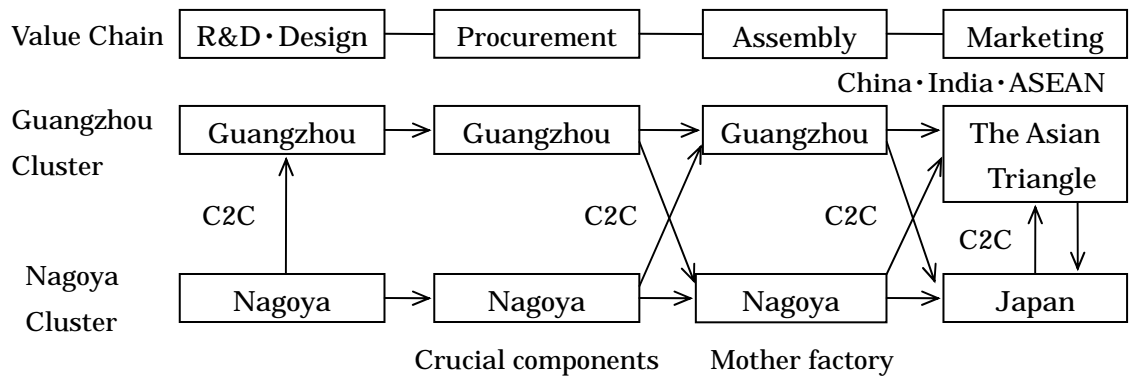 Value Chain R&D・Design Procurement Assembly Marketing
China・India・ASEAN
Guangzhou
Cluster
Guangzhou Guangzhou Guangzhou The Asian
Triangle
C2C C2C C2C C2C
Nagoya
Cluster
Nagoya Nagoya Nagoya Japan
Crucial components Mother factory